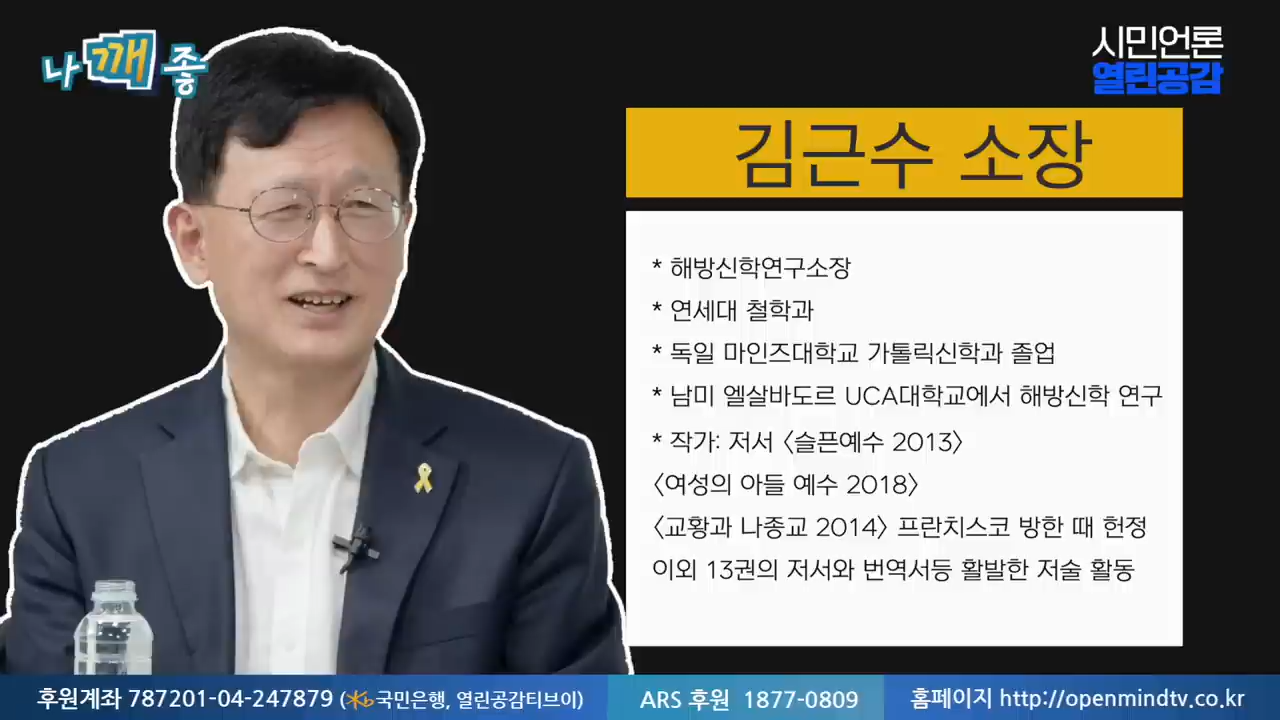 나깨좋
시민언론
열린공감
김근수 소장
* 해방신학연구소장
* 연세대 철학과
* 독일 마인즈대학교 가톨릭신학과 졸업
* 남미 엘살바도르 UCA대학교에서 해방신학 연구
* 작가: 저서 <슬픈예수 2013>
<여성의 아들 예수 2018>
<교황과 나종교 2014> 프란치스코 방한 때 헌정
이외 13권의 저서와 번역서등 활발한 저술 활동
후원계좌 787201-04-247879 (국민은행, 열린공감티브이)
ARS 후원 1877-0809
홈페이지 http://openmindtv.co.kr